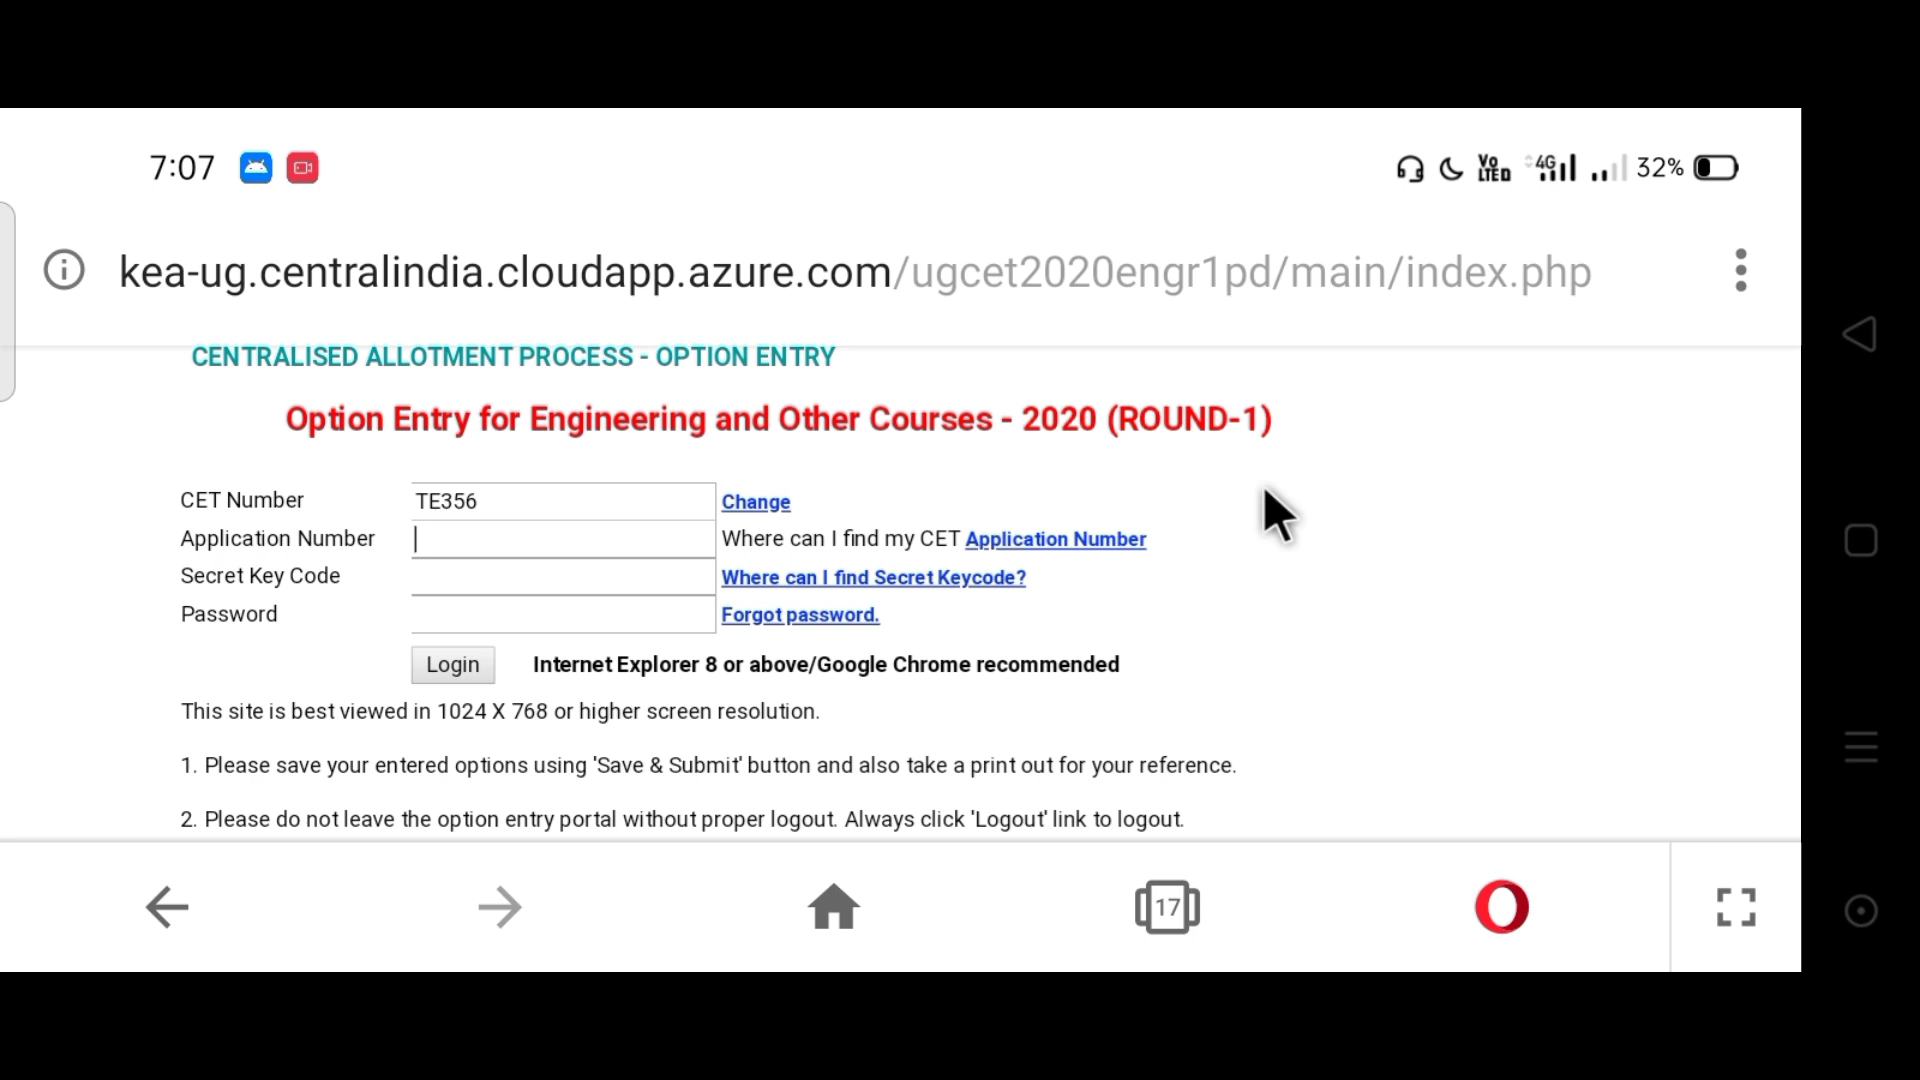 7:07
Vo LTED 4G 32%
kea-ug.centralindia.cloudapp.azure.com/ugcet2020engr1pd/main/index.php
CENTRALISED ALLOTMENT PROCESS - OPTION ENTRY
Option Entry for Engineering and Other Courses - 2020 (ROUND-1)
CET Number TE356 Change
Application Number Where can I find my CET Application Number
Secret Key Code Where can I find Secret Keycode?
Password Forgot password.
Login Internet Explorer 8 or above/Google Chrome recommended
This site is best viewed in 1024 X 768 or higher screen resolution.
1. Please save your entered options using 'Save & Submit' button and also take a print out for your reference.
2. Please do not leave the option entry portal without proper logout. Always click 'Logout' link to logout.
17